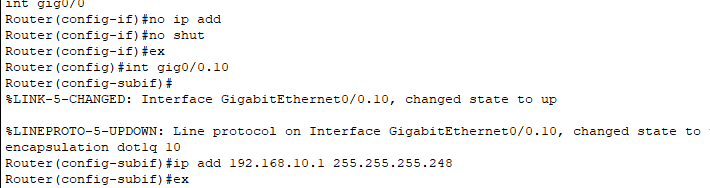 int gig0/0
Router(config-if)#no ip add
Router(config-if)#no shut
Router(config-if)#ex
Router(config)#int gig0/0.10
Router(config-subif)#
%LINK-5-CHANGED: Interface GigabitEthernet0/0.10, changed state to up
%LINEPROTO-5-UPDOWN: Line protocol on Interface GigabitEthernet0/0.10, changed state to
encapsulation dot1q 10
Router(config-subif)#ip add 192.168.10.1 255.255.255.248
Router(config-subif)#ex